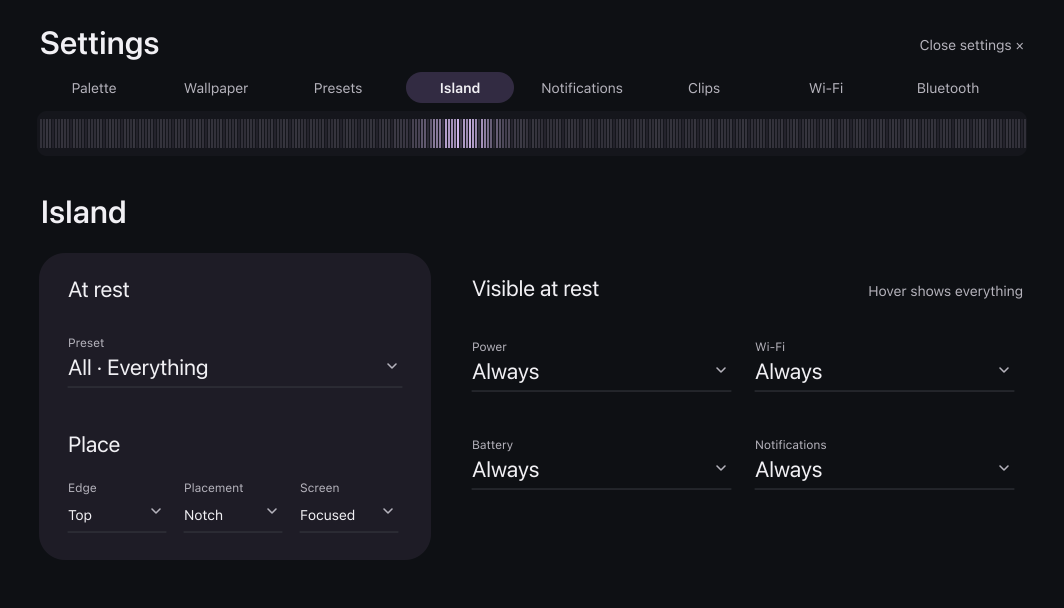 Settings
Close settings ×
Palette Wallpaper Presets Island Notifications Clips Wi-Fi Bluetooth
Island
At rest
Preset
All · Everything
Place
Edge Placement Screen
Top Notch Focused
Visible at rest
Hover shows everything
Power Wi-Fi
Always Always
Battery Notifications
Always Always